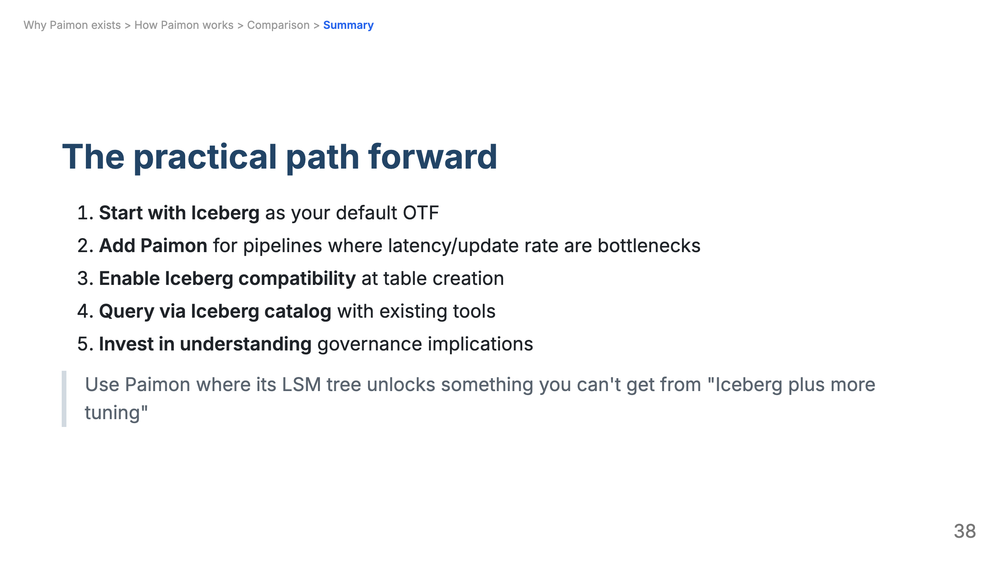 Why Paimon exists > How Paimon works > Comparison > Summary
The practical path forward
1. Start with Iceberg as your default OTF
2. Add Paimon for pipelines where latency/update rate are bottlenecks
3. Enable Iceberg compatibility at table creation
4. Query via Iceberg catalog with existing tools
5. Invest in understanding governance implications
Use Paimon where its LSM tree unlocks something you can't get from "Iceberg plus more
tuning"
38